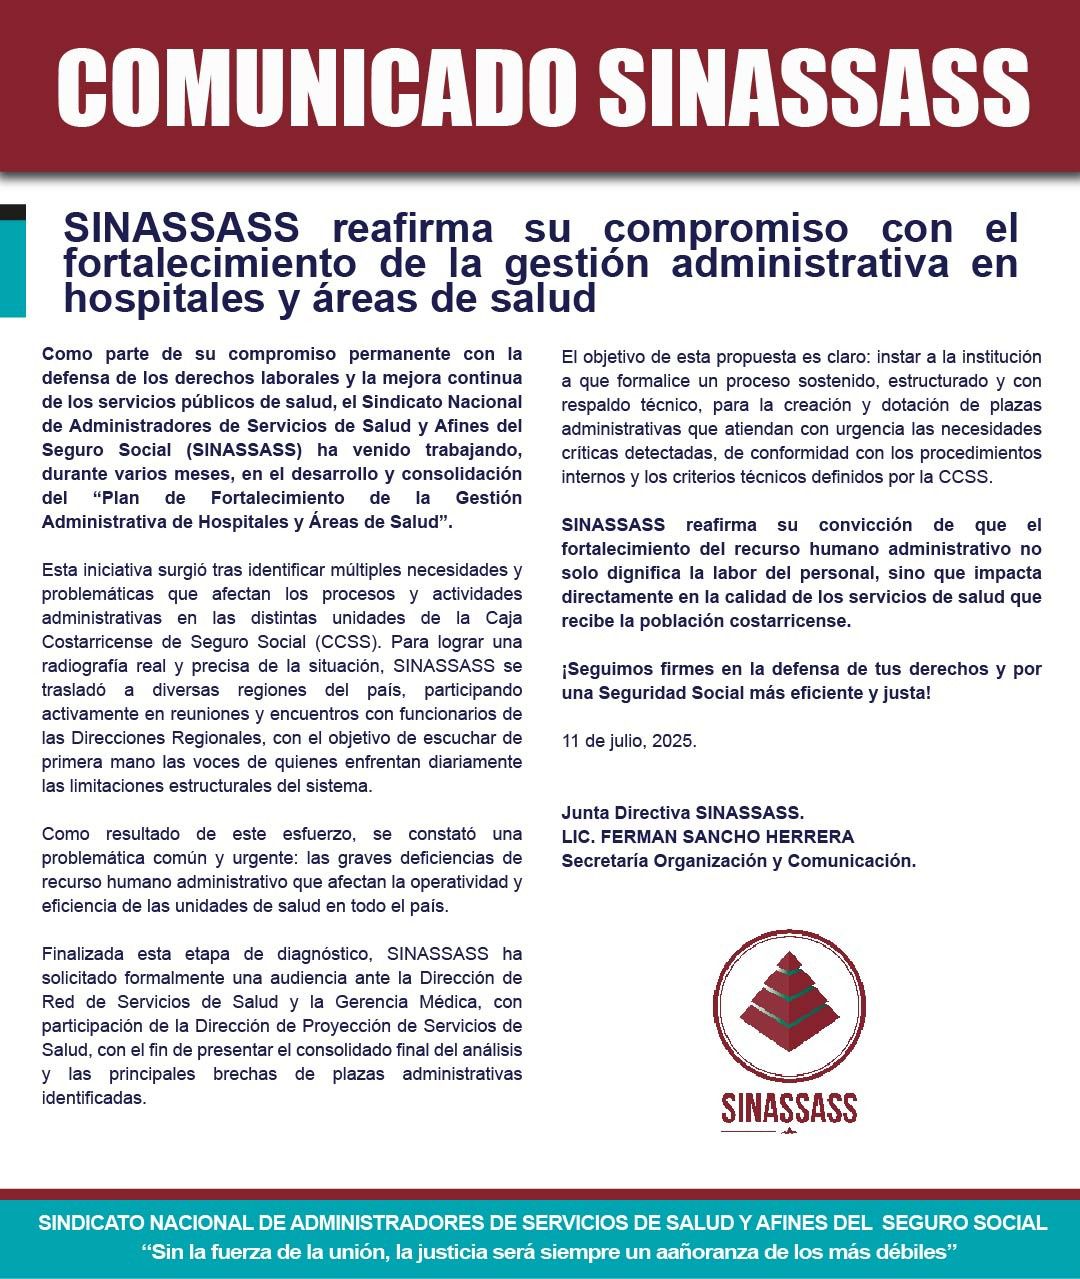 COMUNICADO SINASSASS
SINASSASS reafirma su compromiso con el
fortalecimiento de la gestión administrativa en
hospitales y áreas de salud
Como parte de su compromiso permanente con la
defensa de los derechos laborales y la mejora continua
de los servicios públicos de salud, el Sindicato Nacional
de Administradores de Servicios de Salud y Afines del
Seguro Social (SINASSASS) ha venido trabajando,
durante varios meses, en el desarrollo y consolidación
del “Plan de Fortalecimiento de la Gestión
Administrativa de Hospitales y Áreas de Salud”.
Esta iniciativa surgió tras identificar múltiples necesidades y
problemáticas que afectan los procesos y actividades
administrativas en las distintas unidades de la Caja
Costarricense de Seguro Social (CCSS). Para lograr una
radiografía real y precisa de la situación, SINASSASS se
trasladó a diversas regiones del país, participando
activamente en reuniones y encuentros con funcionarios de
las Direcciones Regionales, con el objetivo de escuchar de
primera mano las voces de quienes enfrentan diariamente
las limitaciones estructurales del sistema.
Como resultado de este esfuerzo, se constató una
problemática común y urgente: las graves deficiencias de
recurso humano administrativo que afectan la operatividad y
eficiencia de las unidades de salud en todo el país.
Finalizada esta etapa de diagnóstico, SINASSASS ha
solicitado formalmente una audiencia ante la Dirección de
Red de Servicios de Salud y la Gerencia Médica, con
participación de la Dirección de Proyección de Servicios de
Salud, con el fin de presentar el consolidado final del análisis
y las principales brechas de plazas administrativas
identificadas.
El objetivo de esta propuesta es claro: instar a la institución
a que formalice un proceso sostenido, estructurado y con
respaldo técnico, para la creación y dotación de plazas
administrativas que atiendan con urgencia las necesidades
críticas detectadas, de conformidad con los procedimientos
internos y los criterios técnicos definidos por la CCSS.
SINASSASS reafirma su convicción de que el
fortalecimiento del recurso humano administrativo no
solo dignifica la labor del personal, sino que impacta
directamente en la calidad de los servicios de salud que
recibe la población costarricense.
¡Seguimos firmes en la defensa de tus derechos y por
una Seguridad Social más eficiente y justa!
11 de julio, 2025.
Junta Directiva SINASSASS.
LIC. FERMAN SANCHO HERRERA
Secretaría Organización y Comunicación.
SINASSASS
SINDICATO NACIONAL DE ADMINISTRADORES DE SERVICIOS DE SALUD Y AFINES DEL SEGURO SOCIAL
“Sin la fuerza de la unión, la justicia será siempre un aañoranza de los más débiles”